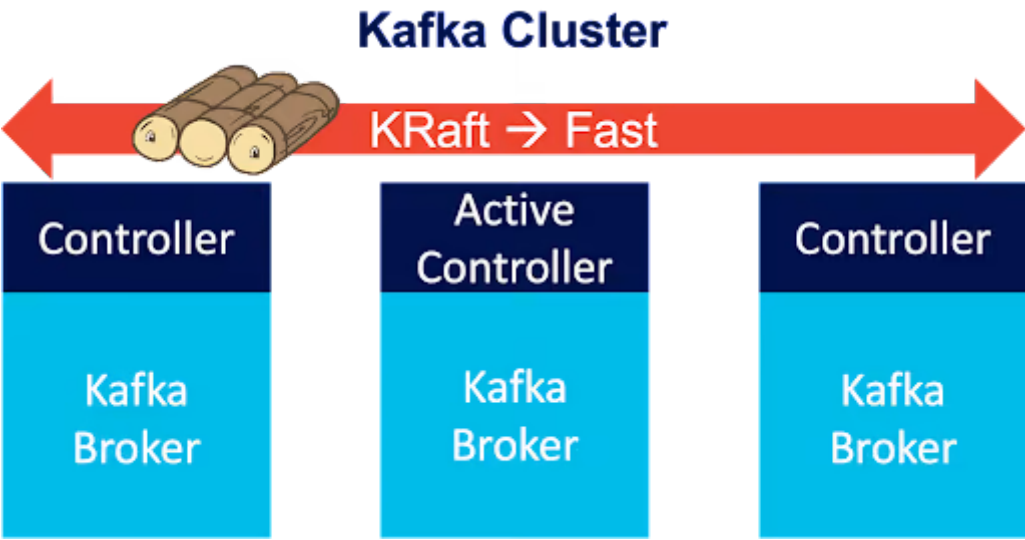 Kafka Cluster
KRaft → Fast
Controller
Active
Controller
Controller
Kafka
Broker
Kafka
Broker
Kafka
Broker